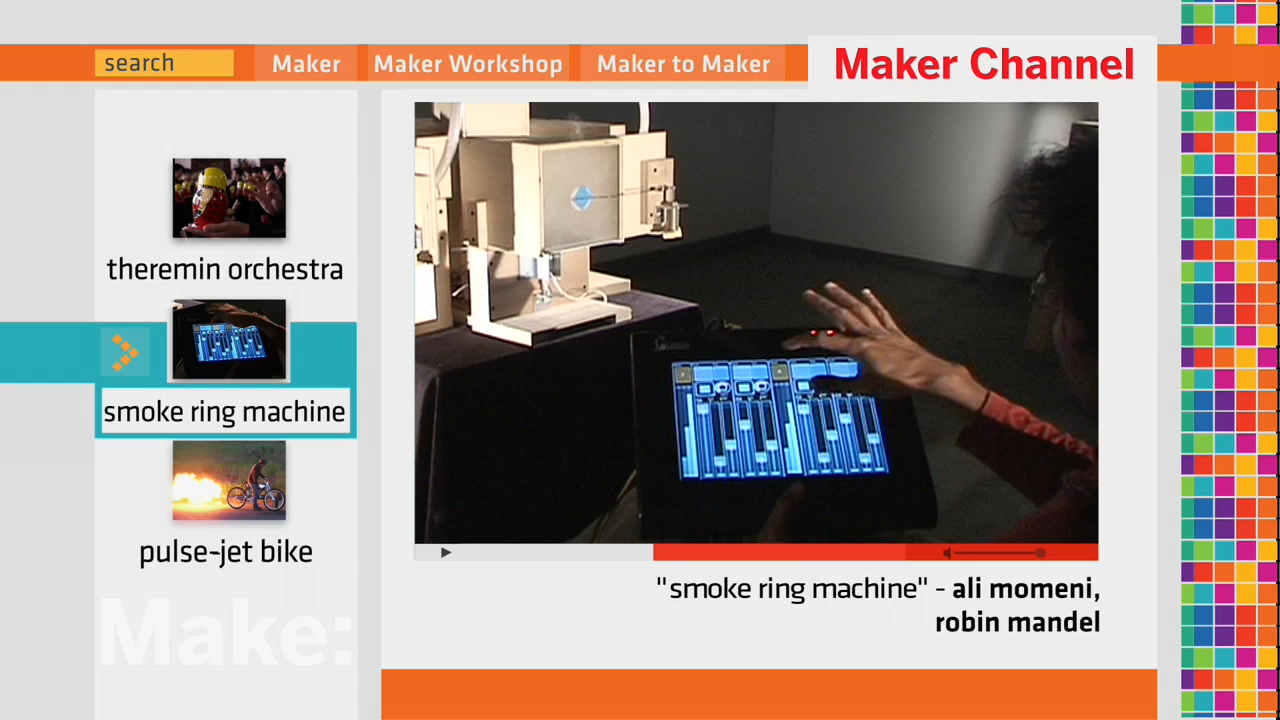 search
Maker
Maker Workshop
Maker to Maker
Maker Channel
theremin orchestra
smoke ring machine
pulse-jet bike
Make:
"smoke ring machine" - ali momeni,
robin mandel